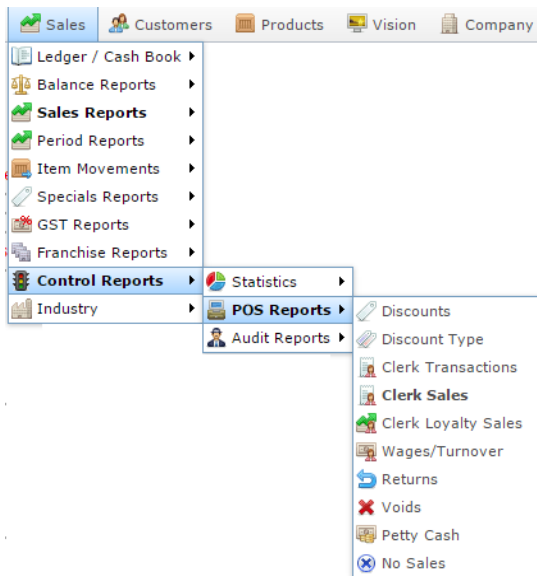 Sales Customers Products Vision Company
Ledger / Cash Book
Balance Reports
Sales Reports
Period Reports
Item Movements
Specials Reports
GST Reports
Franchise Reports
Control Reports
Industry
Statistics
POS Reports
Audit Reports
Discounts
Discount Type
Clerk Transactions
Clerk Sales
Clerk Loyalty Sales
Wages/Turnover
Returns
Voids
Petty Cash
No Sales